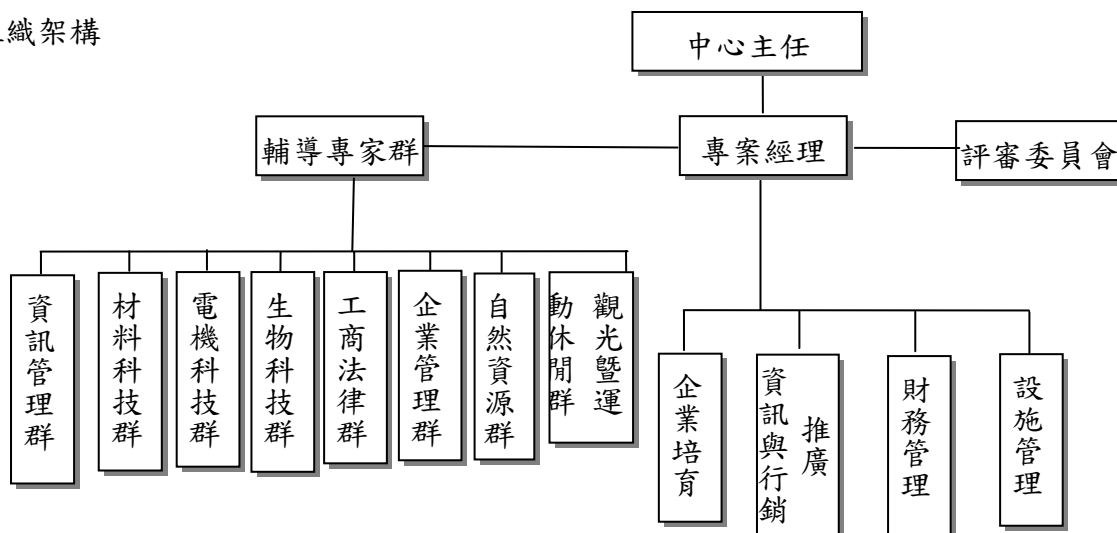 織架構
中心主任
輔導專家群
專案經理
評審委員會
資訊管理群
材料科技群
電機科技群
生物科技群
工商法律群
企業管理群
自然資源群
觀光暨運
動休閒群
企業培育
推廣
資訊與行銷
財務管理
設施管理